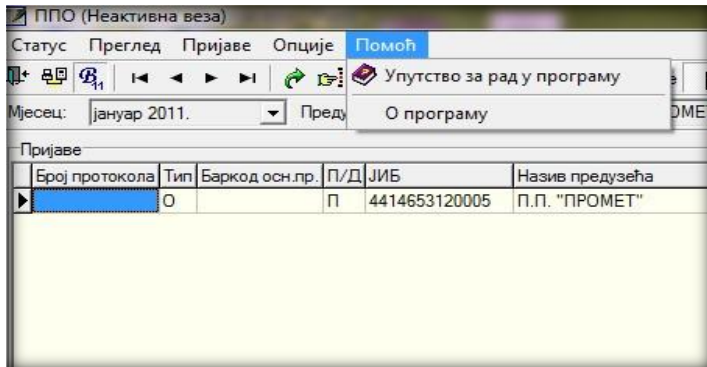 ППО (Неактивна веза)
Статус Преглед Пријаве Опције Помоћ
Упутство за рад у програму
Мјесец: јануар 2011.
О програму
Пријаве
Број протокола Тип Баркод осн.пр. П/Д ЈИБ Назив предузећа
О П 4414653120005 П.П. "ПРОМЕТ"